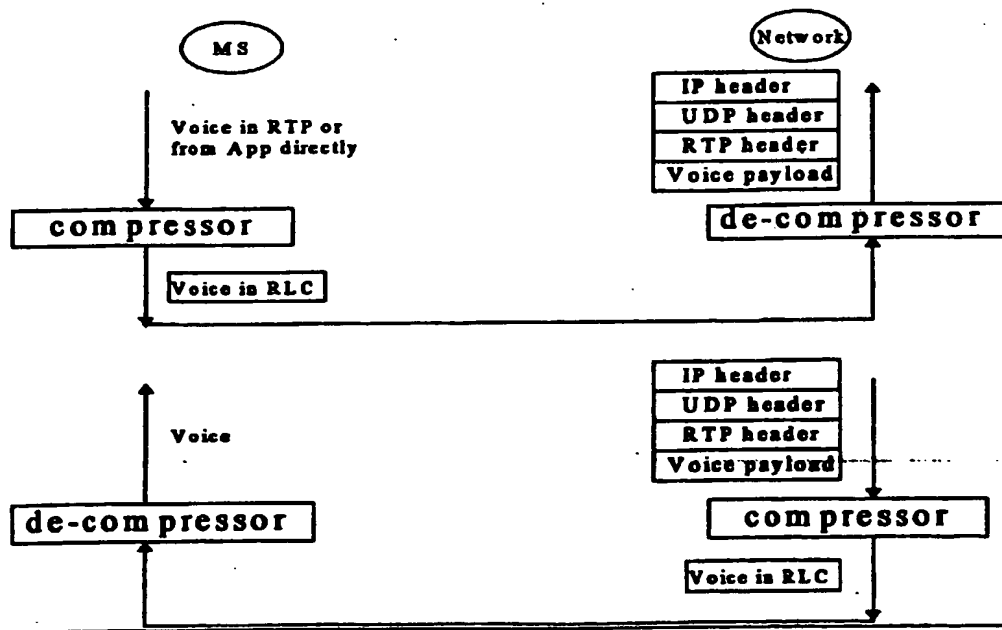 MS
Network
IP header
UDP header
RTP header
Voice payload
Voice in RTP or
from App directly
compressor
de-compressor
Voice in RLC
IP header
UDP header
RTP header
Voice payload
Voice
de-compressor
compressor
Voice in RLC